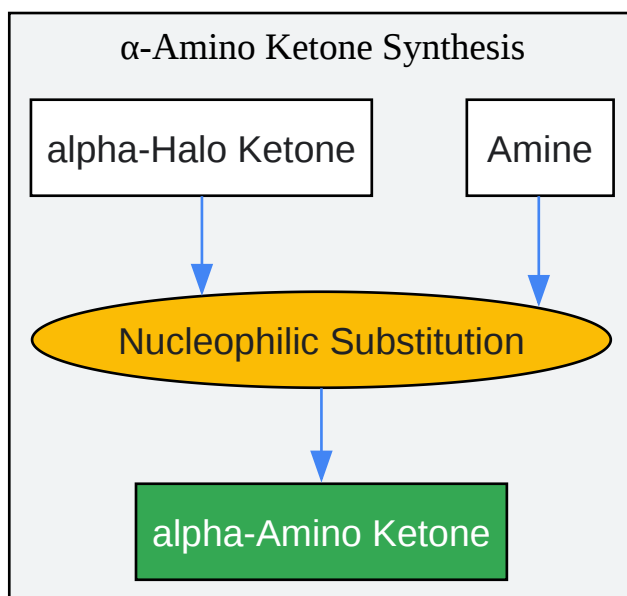 α-Amino Ketone Synthesis
alpha-Halo Ketone
Amine
Nucleophilic Substitution
alpha-Amino Ketone